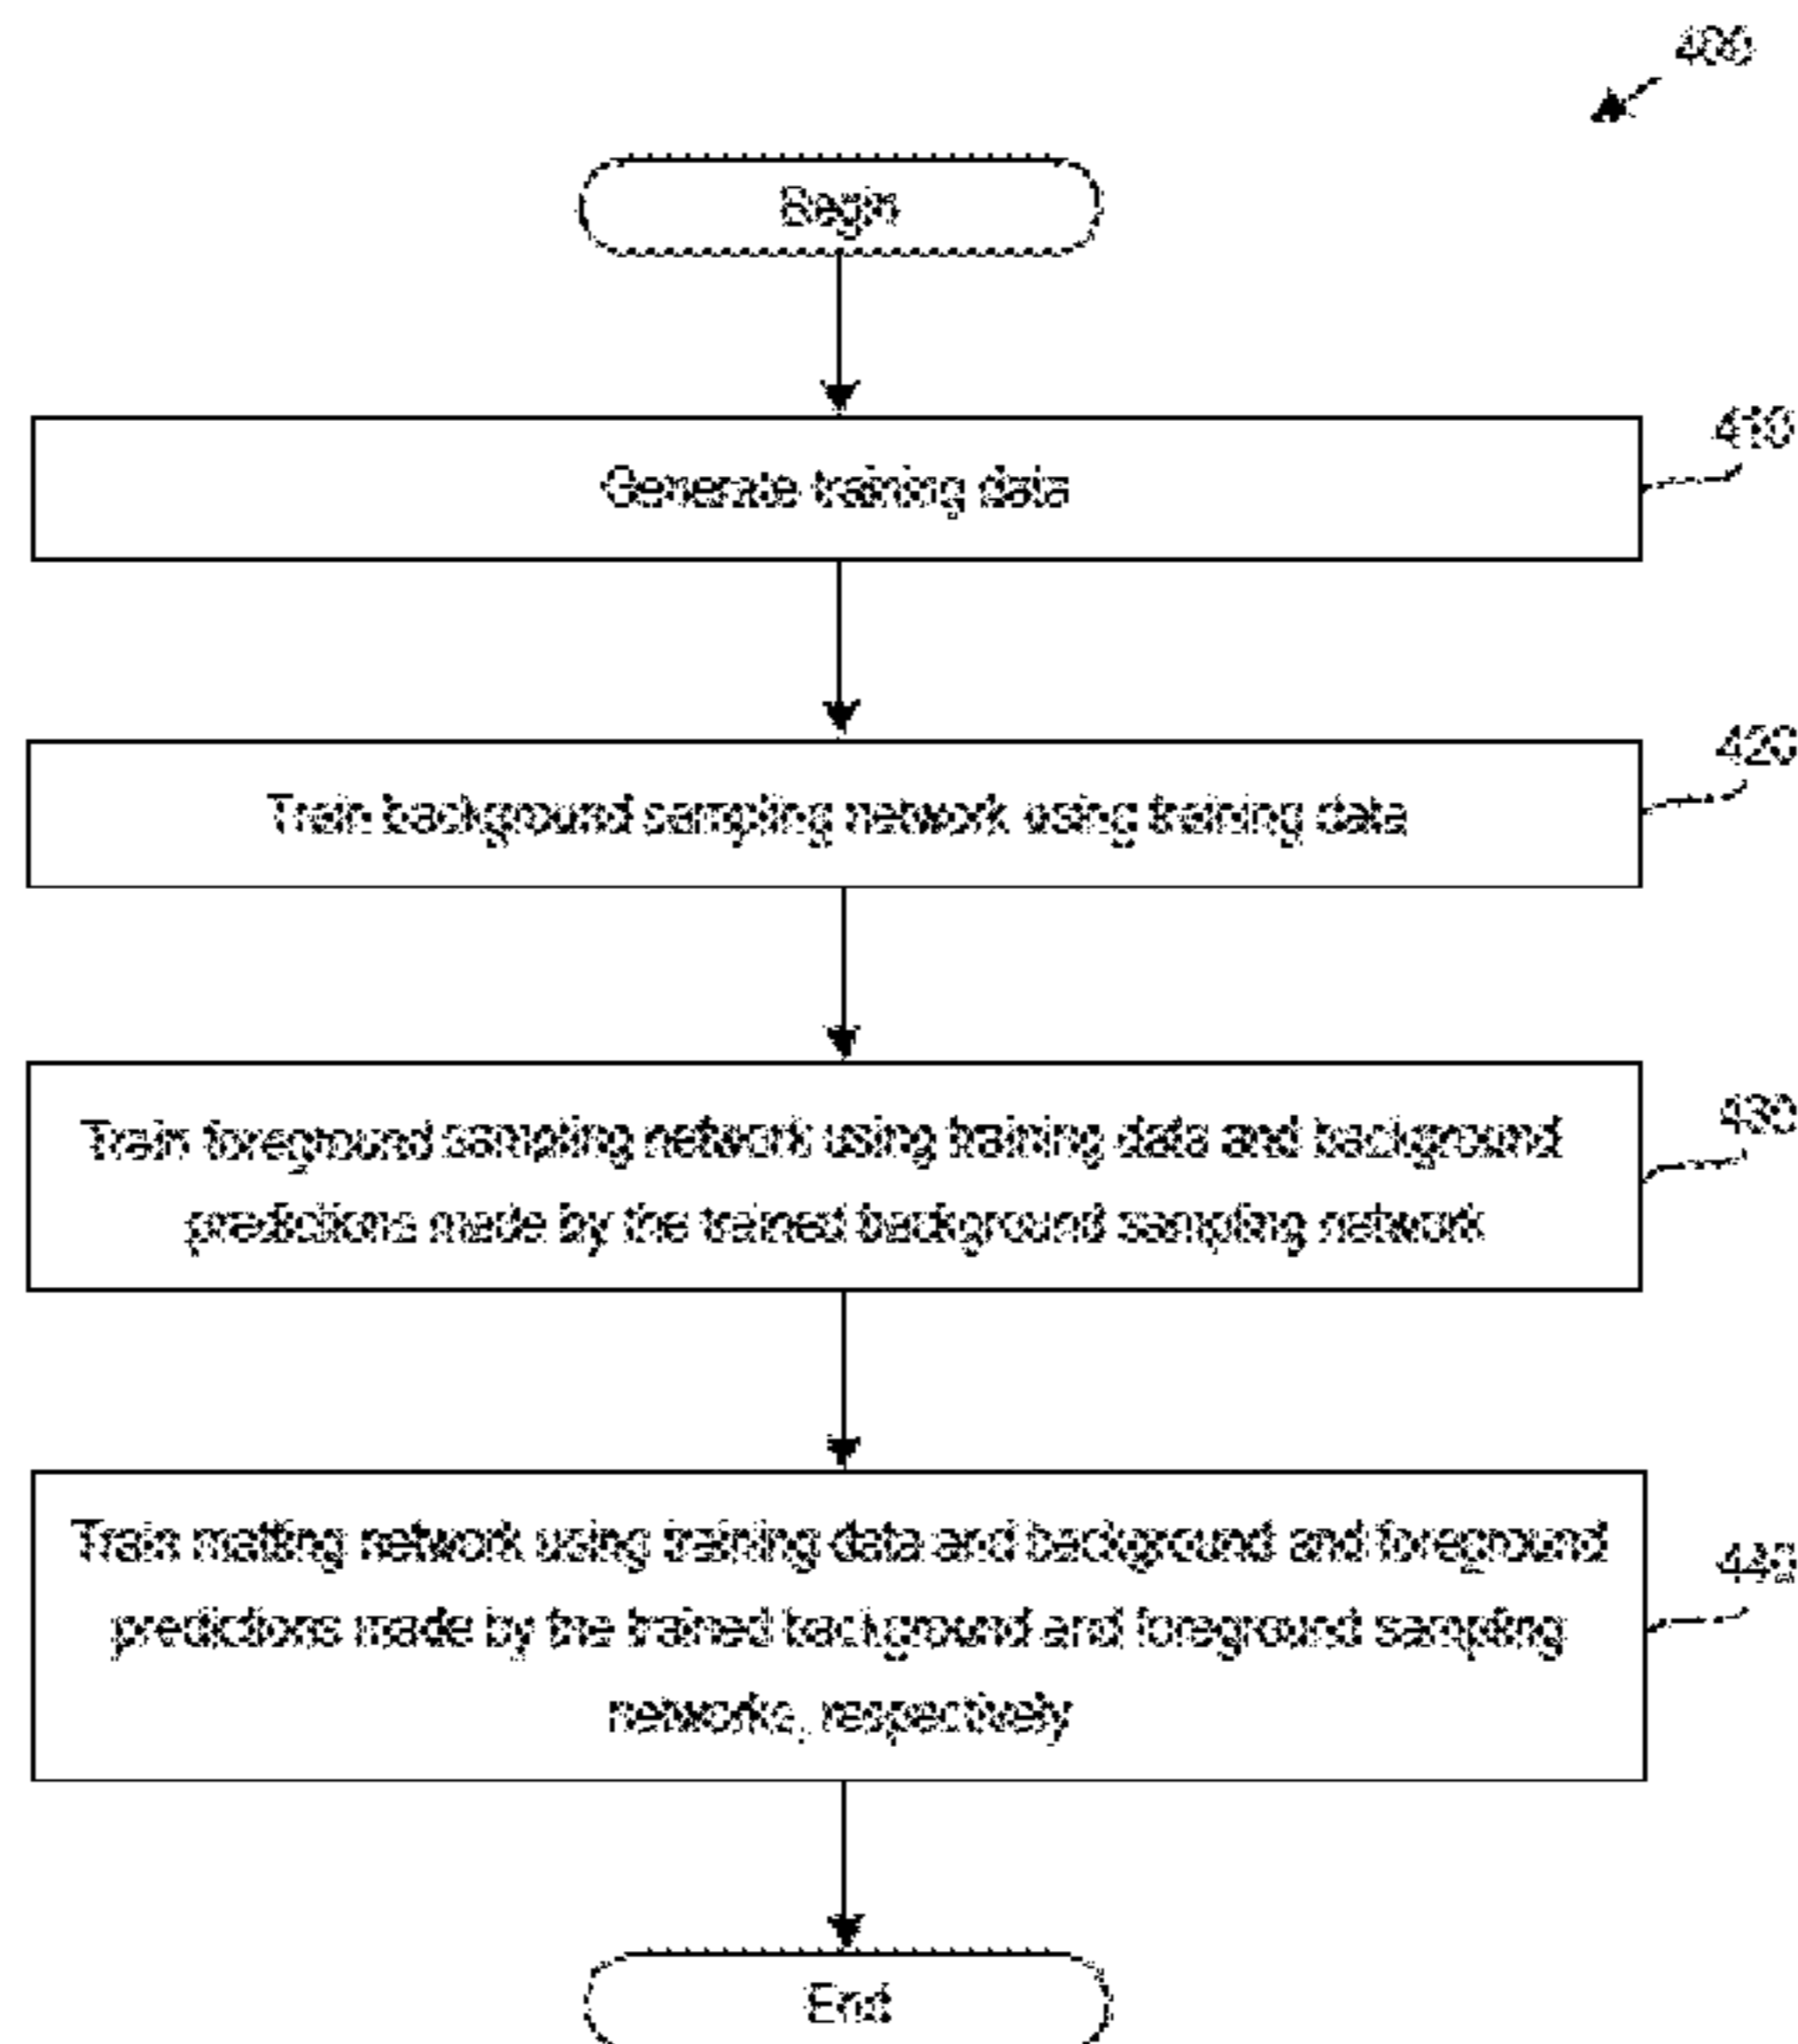 400
Begin
410
Generate training data
420
Train background sampling network using training data
430
Train foreground sampling network using training data and background
predictions made by the trained background sampling network
440
Train matting network using training data and background and foreground
predictions made by the trained background and foreground sampling
networks, respectively
End